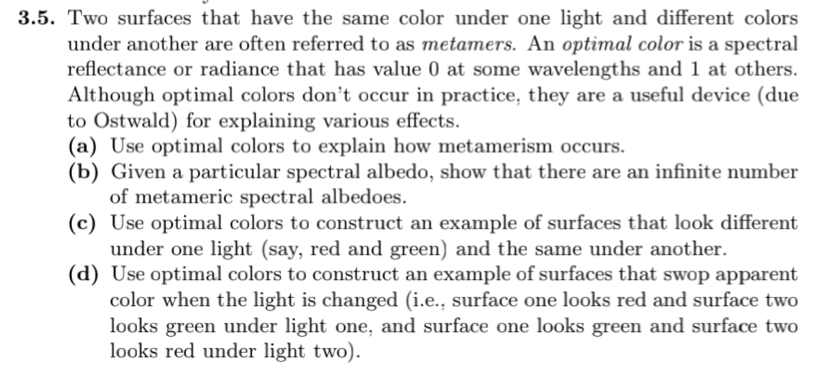 3.5. Two surfaces that have the same color under one light and different colors
under another are often referred to as metamers. An optimal color is a spectral
reflectance or radiance that has value 0 at some wavelengths and 1 at others.
Although optimal colors don't occur in practice, they are a useful device (due
to Ostwald) for explaining various effects.
(a) Use optimal colors to explain how metamerism occurs.
(b) Given a particular spectral albedo, show that there are an infinite number
of metameric spectral albedoes.
(c) Use optimal colors to construct an example of surfaces that look different
under one light (say, red and green) and the same under another.
(d) Use optimal colors to construct an example of surfaces that swop apparent
color when the light is changed (i.e., surface one looks red and surface two
looks green under light one, and surface one looks green and surface two
looks red under light two).